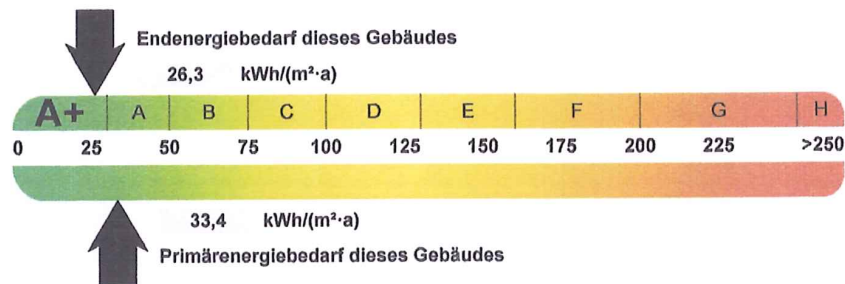 Endenergiebedarf dieses Gebäudes
26,3 kWh/(m²·a)
A+ A B C D E F G H
0 25 50 75 100 125 150 175 200 225 >250
33,4 kWh/(m²·a)
Primärenergiebedarf dieses Gebäudes